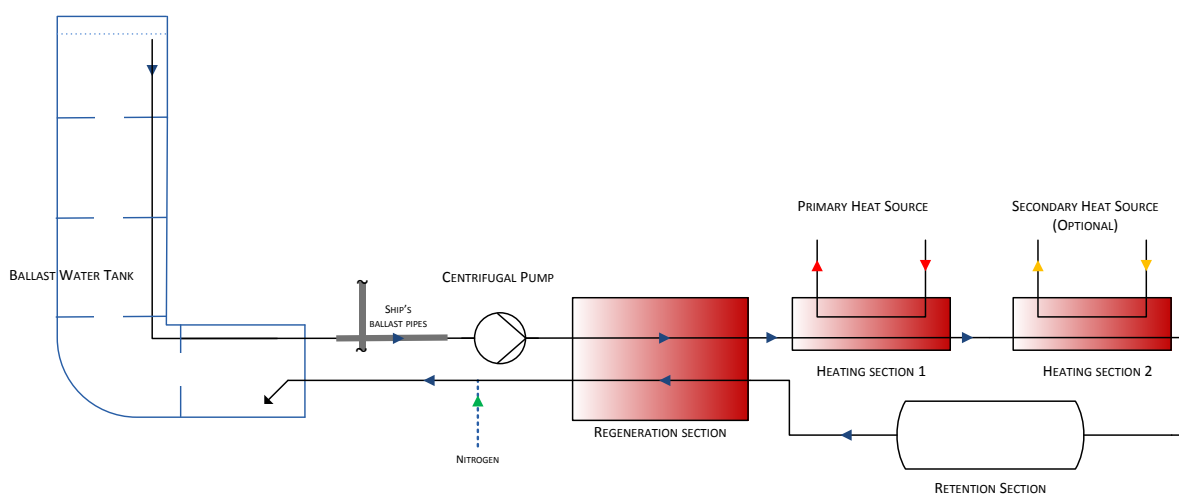 PRIMARY HEAT SOURCE
SECONDARY HEAT SOURCE
(OPTIONAL)
BALLAST WATER TANK
CENTRIFUGAL PUMP
SHIP'S
BALLAST PIPES
HEATING SECTION 1
HEATING SECTION 2
REGENERATION SECTION
NITROGEN
RETENTION SECTION